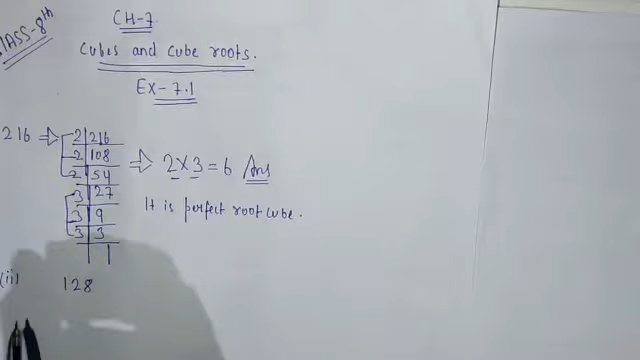 CLASS-8th
CH-7
Cubes and cube roots.
EX-7.1
216 ⇒ 2|216
2|108
2|54 ⇒ 2×3=6 Ans
3|27
3|9
3|3
1
It is perfect root cube.
(ii) 128